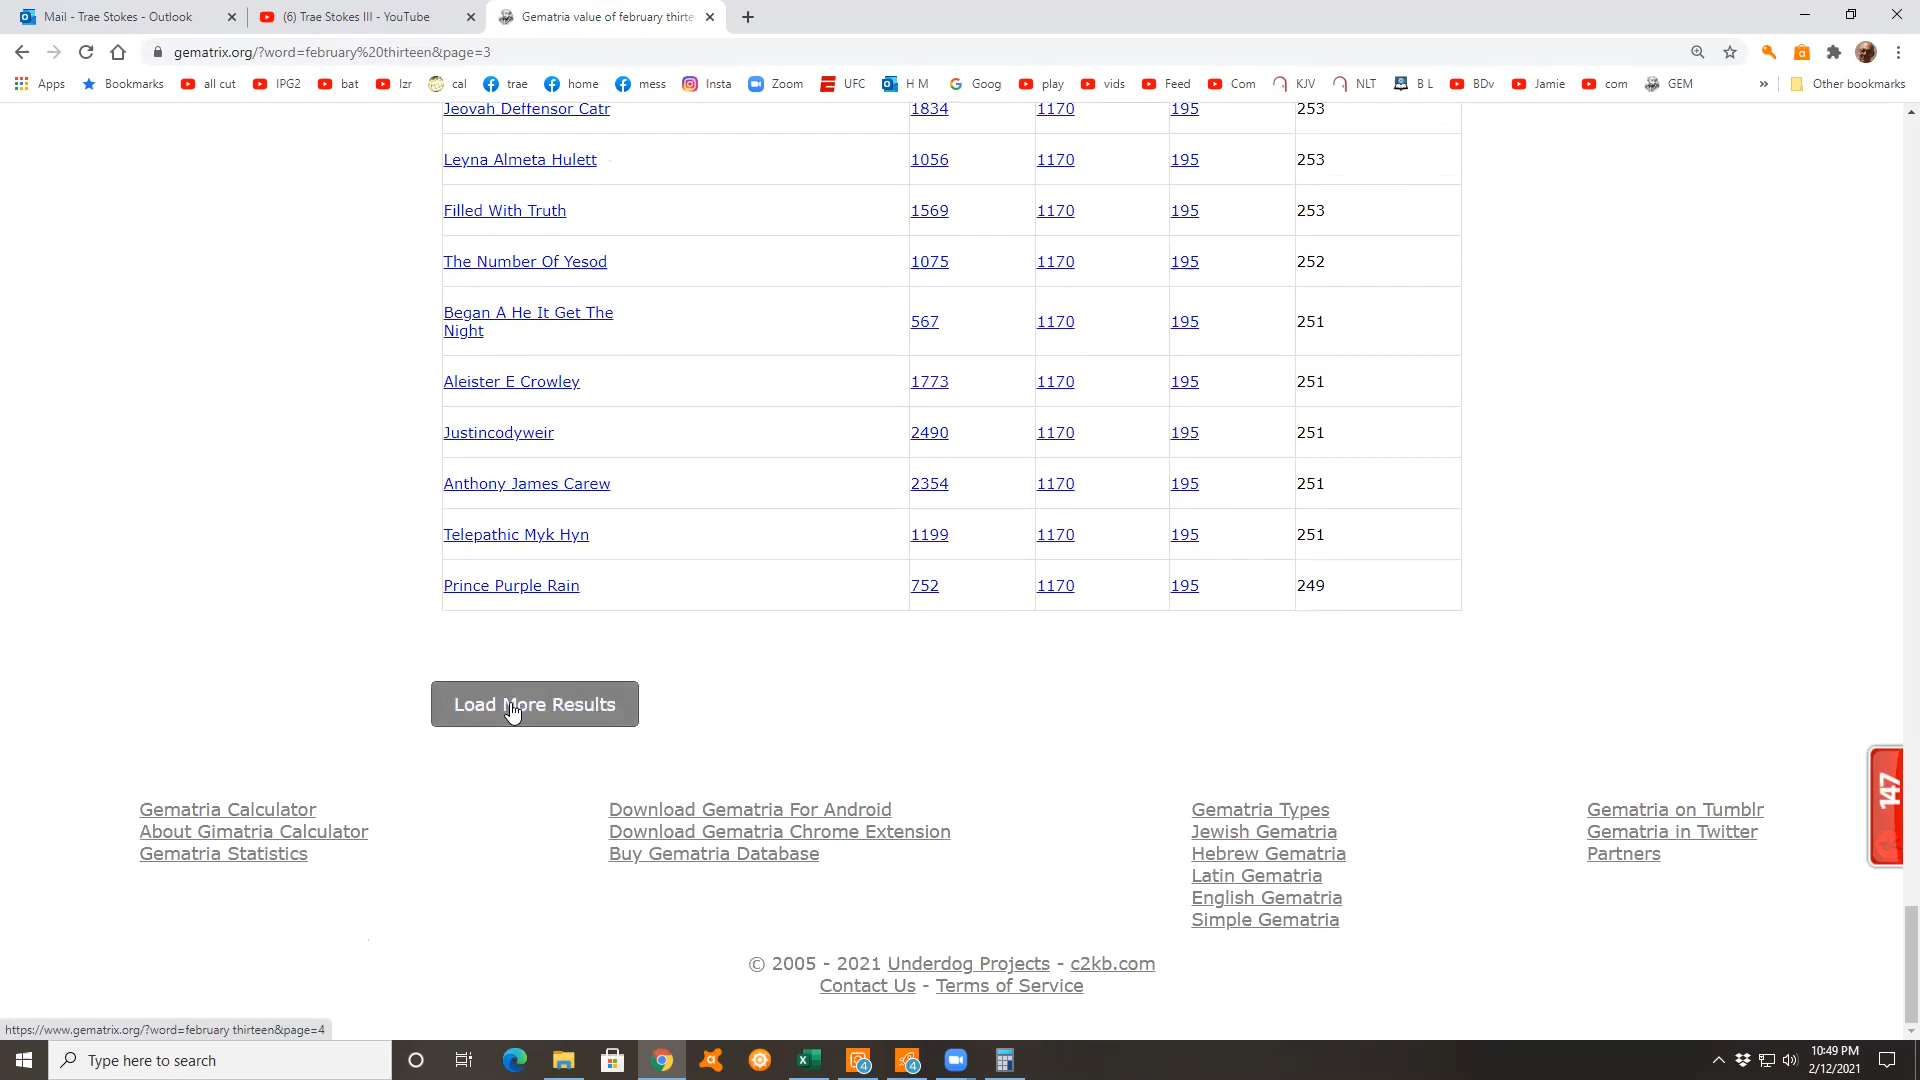 Mail - Trae Stokes - Outlook
(6) Trae Stokes III - YouTube
Gematria value of february thirte
gematrix.org/?word=february%20thirteen&page=3
Apps Bookmarks all cut IPG2 bat lzr cal trae home mess Insta Zoom UFC H M Goog play vids Feed Com KJV NLT B L BDv Jamie com GEM » Other bookmarks
Jeovah Deffensor Catr 1834 1170 195 253
Leyna Almeta Hulett 1056 1170 195 253
Filled With Truth 1569 1170 195 253
The Number Of Yesod 1075 1170 195 252
Began A He It Get The
Night 567 1170 195 251
Aleister E Crowley 1773 1170 195 251
Justincodyweir 2490 1170 195 251
Anthony James Carew 2354 1170 195 251
Telepathic Myk Hyn 1199 1170 195 251
Prince Purple Rain 752 1170 195 249
Load More Results
147
Gematria Calculator
About Gimatria Calculator
Gematria Statistics
Download Gematria For Android
Download Gematria Chrome Extension
Buy Gematria Database
Gematria Types
Jewish Gematria
Hebrew Gematria
Latin Gematria
English Gematria
Simple Gematria
Gematria on Tumblr
Gematria in Twitter
Partners
© 2005 - 2021 Underdog Projects - c2kb.com
Contact Us - Terms of Service
https://www.gematrix.org/?word=february thirteen&page=4
Type here to search
4
4
10:49 PM
2/12/2021